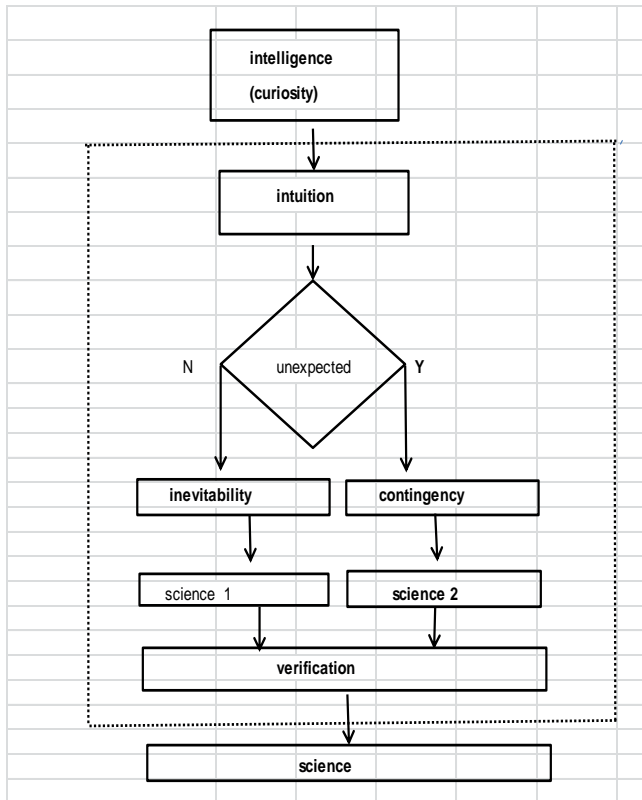 intelligence
(curiosity)
intuition
N
unexpected
Y
inevitability
contingency
science 1
science 2
verification
science